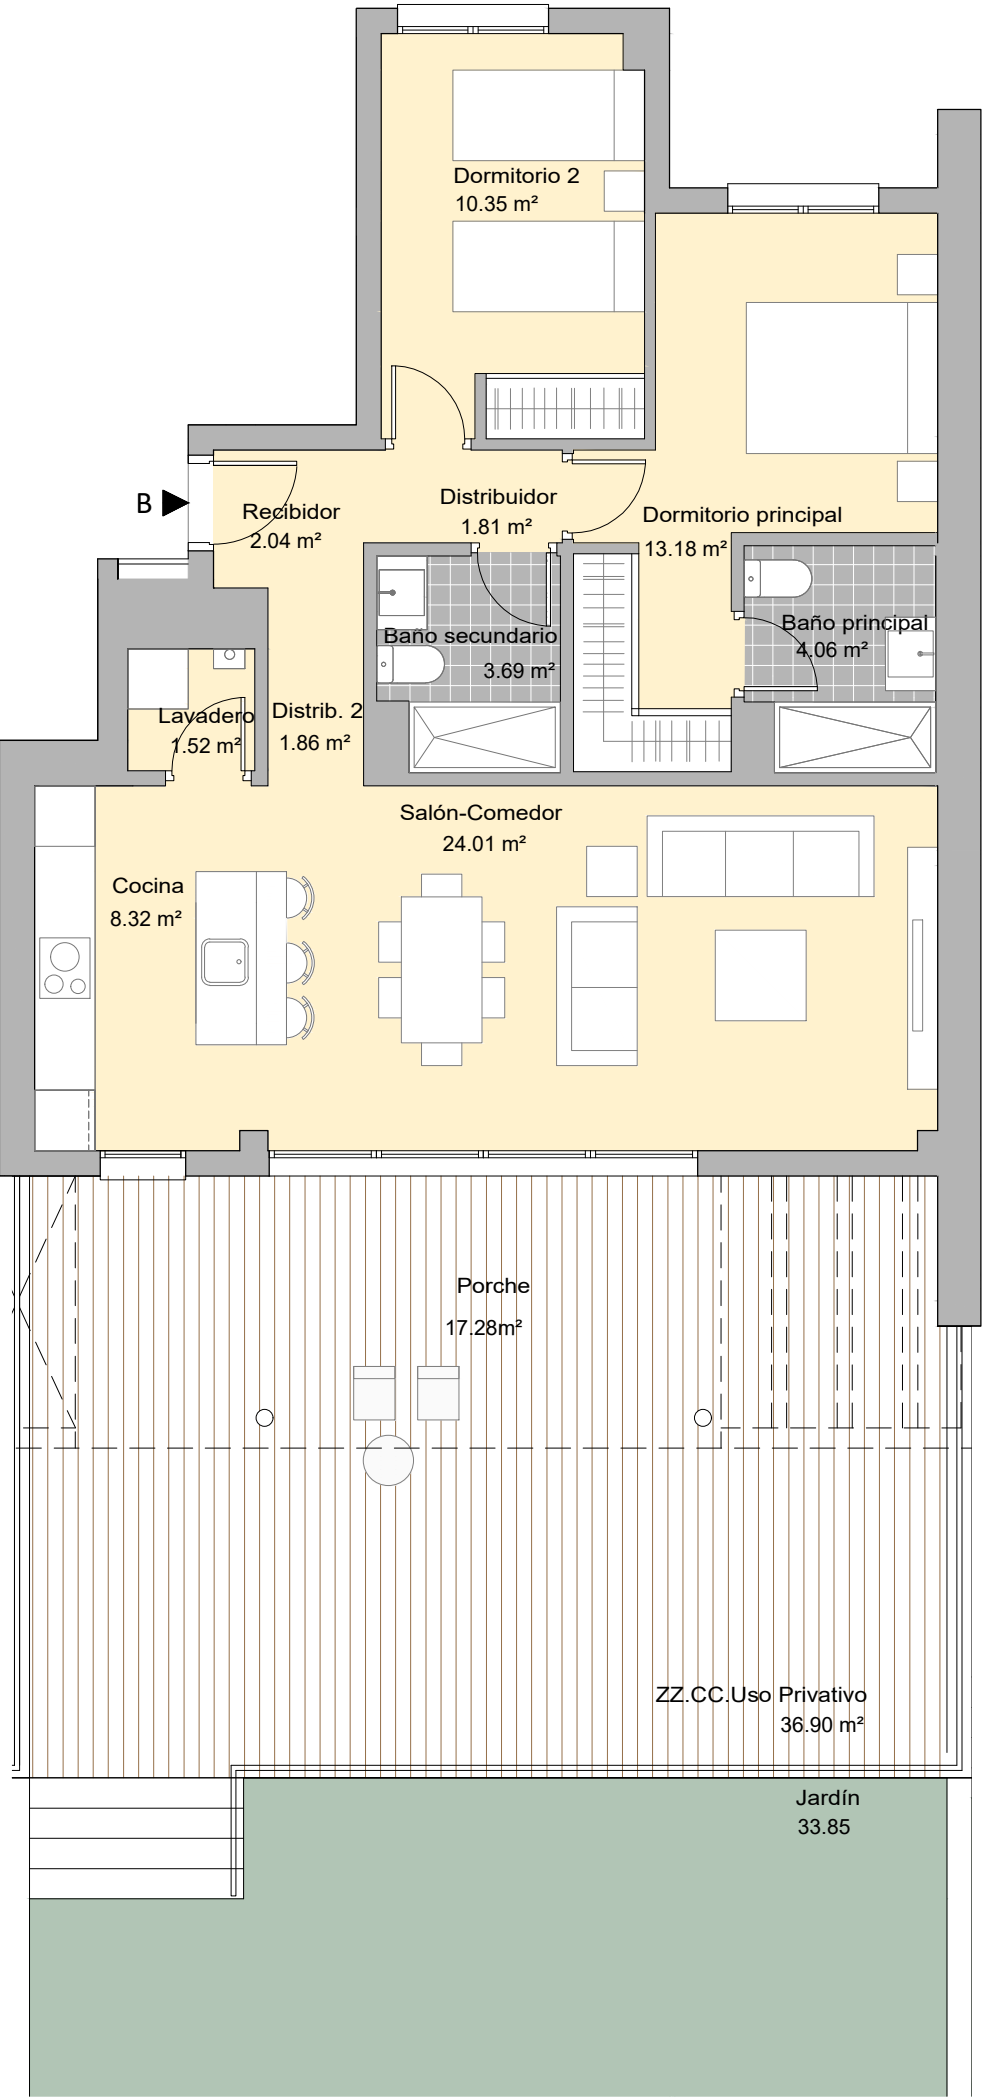 Dormitorio 2
10.35 m²
B
Recibidor
2.04 m²
Distribuidor
1.81 m²
Dormitorio principal
13.18 m²
Baño secundario
3.69 m²
Baño principal
4.06 m²
Lavadero
1.52 m²
Distrib. 2
1.86 m²
Salón-Comedor
24.01 m²
Cocina
8.32 m²
Porche
17.28m²
ZZ.CC.Uso Privativo
36.90 m²
Jardín
33.85